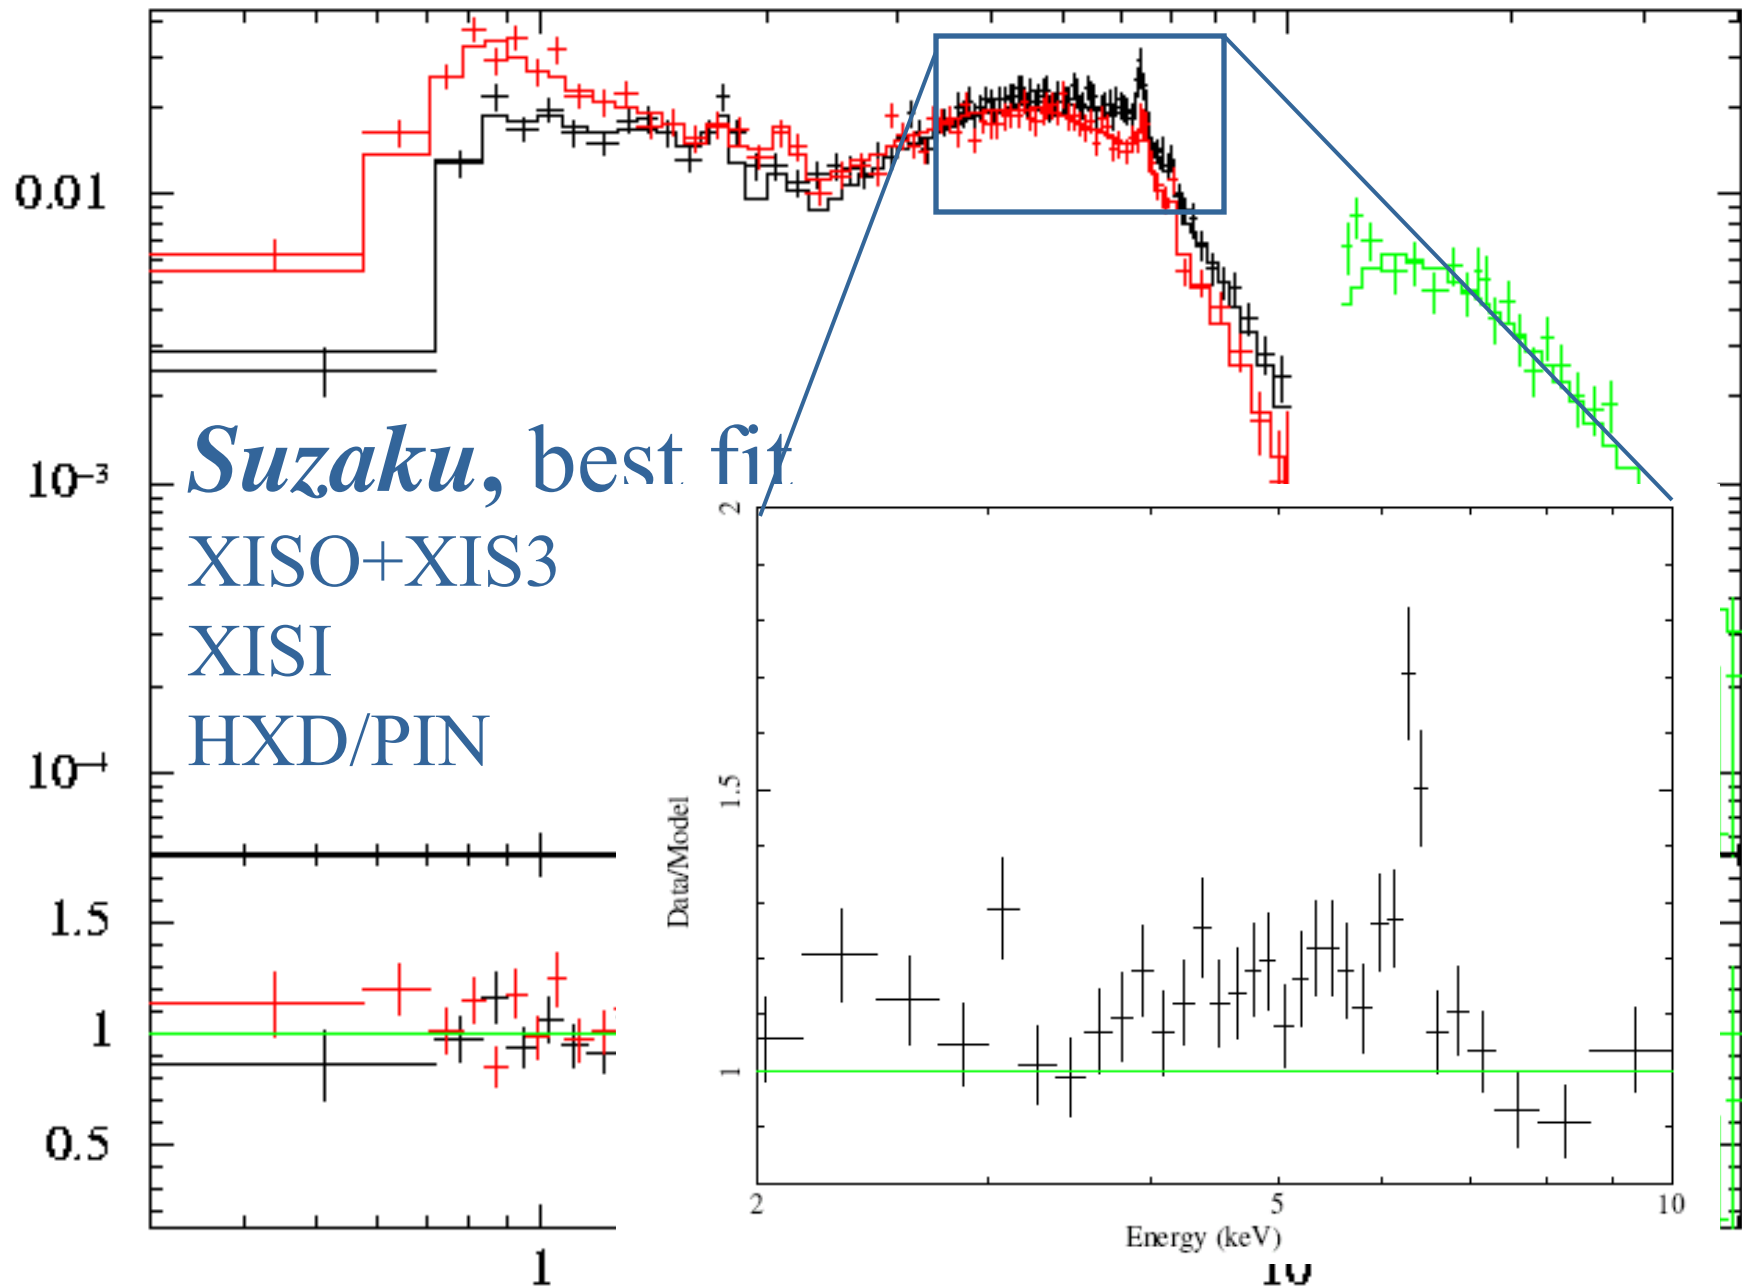 0.01
10⁻³
Suzaku, best fit
XISO+XIS3
XISI
HXD/PIN
10⁻⁴
1.5
1
0.5
1
10
2
1.5
1
Data/Model
2
5
10
Energy (keV)